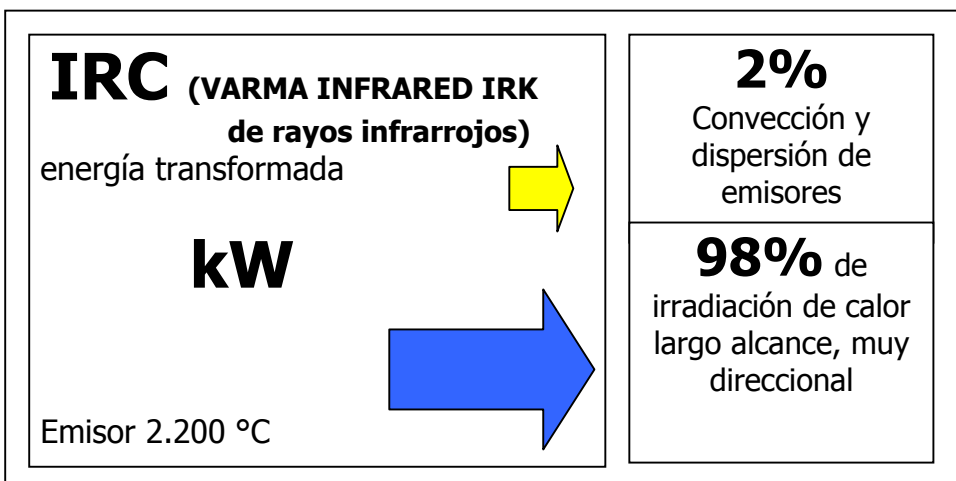 IRC (VARMA INFRARED IRK
de rayos infrarrojos)
energía transformada
kW
Emisor 2.200 °C
2%
Convección y
dispersión de
emisores
98% de
irradiación de calor
largo alcance, muy
direccional